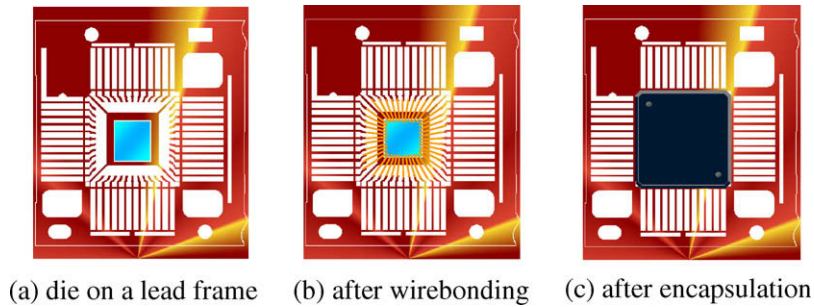 (a) die on a lead frame
(b) after wirebonding
(c) after encapsulation